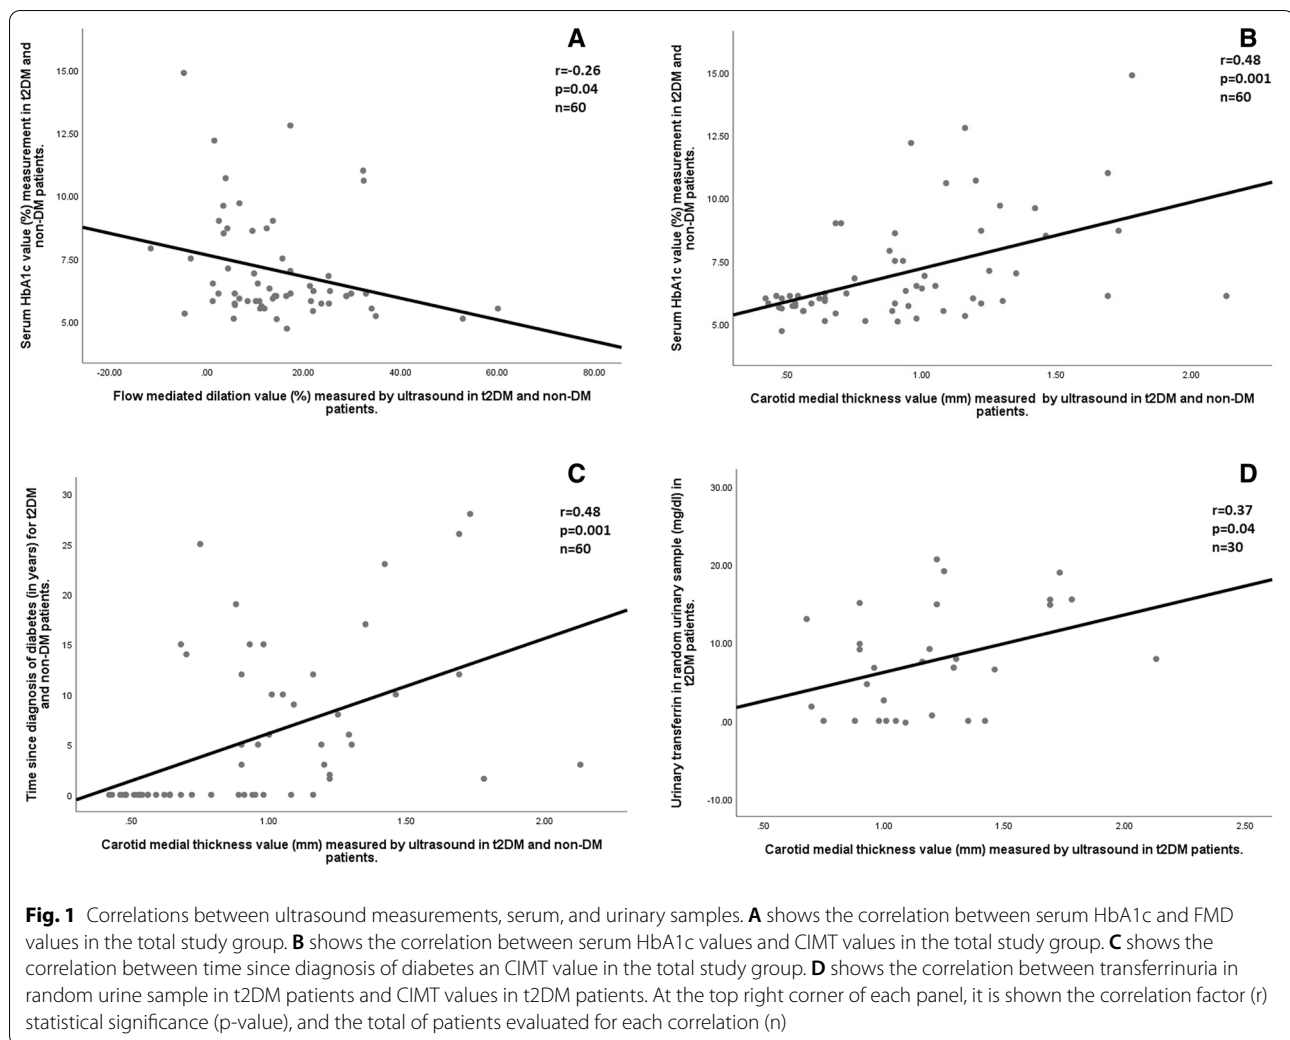 A
r=-0.26
p=0.04
n=60
Serum HbA1c value (%) measurement in t2DM and
non-DM patients.
15.00
12.50
10.00
7.50
5.00
-20.00 .00 20.00 40.00 60.00 80.00
Flow mediated dilation value (%) measured by ultrasound in t2DM and non-DM
patients.
B
r=0.48
p=0.001
n=60
Serum HbA1c value (%) measurement in t2DM and
non-DM patients.
15.00
12.50
10.00
7.50
5.00
.50 1.00 1.50 2.00
Carotid medial thickness value (mm) measured by ultrasound in t2DM and non-DM
patients.
C
r=0.48
p=0.001
n=60
Time since diagnosis of diabetes (in years) for t2DM
and non-DM patients.
30
25
20
15
10
5
0
.50 1.00 1.50 2.00
Carotid medial thickness value (mm) measured by ultrasound in t2DM and non-DM
patients.
D
r=0.37
p=0.04
n=30
Urinary transferrin in random urinary sample (mg/dl) in
t2DM patients.
30.00
20.00
10.00
.00
-10.00
.50 1.00 1.50 2.00 2.50
Carotid medial thickness value (mm) measured by ultrasound in t2DM patients.
Fig. 1 Correlations between ultrasound measurements, serum, and urinary samples. A shows the correlation between serum HbA1c and FMD
values in the total study group. B shows the correlation between serum HbA1c values and CIMT values in the total study group. C shows the
correlation between time since diagnosis of diabetes an CIMT value in the total study group. D shows the correlation between transferrinuria in
random urine sample in t2DM patients and CIMT values in t2DM patients. At the top right corner of each panel, it is shown the correlation factor (r)
statistical significance (p-value), and the total of patients evaluated for each correlation (n)